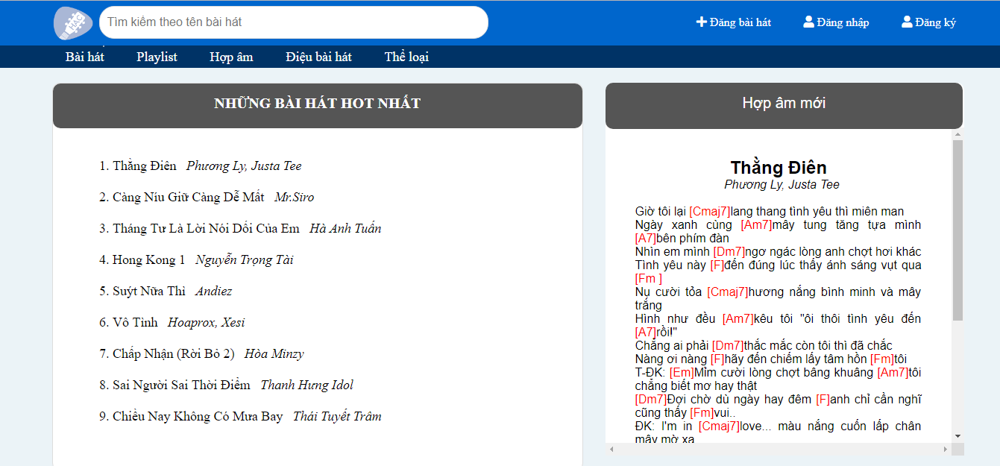 HAC
Tìm kiếm theo tên bài hát
Đăng bài hát
Đăng nhập
Đăng ký
Bài hát
Playlist
Hợp âm
Điệu bài hát
Thể loại
NHỮNG BÀI HÁT HOT NHẤT
1. Thằng Điên Phương Ly, Justa Tee
2. Càng Níu Giữ Càng Dễ Mất Mr.Siro
3. Tháng Tư Là Lời Nói Dối Của Em Hà Anh Tuấn
4. Hong Kong 1 Nguyễn Trọng Tài
5. Suýt Nữa Thì Andiez
6. Vô Tình Hoaprox, Xesi
7. Chấp Nhận (Rời Bỏ 2) Hòa Minzy
8. Sai Người Sai Thời Điểm Thanh Hưng Idol
9. Chiều Nay Không Có Mưa Bay Thái Tuyết Trâm
Hợp âm mới
Thằng Điên
Phương Ly, Justa Tee
Giờ tôi lại [Cmaj7]lang thang tình yêu thì miên man
Ngày xanh cùng [Am7]mây tung tăng tựa mình
[A7]bên phím đàn
Nhìn em mình [Dm7]ngơ ngác lòng anh chợt hơi khác
Tình yêu này [F]đến đúng lúc thấy ánh sáng vụt qua
[Fm ]
Nụ cười tỏa [Cmaj7]hương nắng bình minh và mây
trắng
Hình như đều [Am7]kêu tôi "ôi thôi tình yêu đến
[A7]rồi!"
Chẳng ai phải [Dm7]thắc mắc còn tôi thì đã chắc
Nàng ơi nàng [F]hãy đến chiếm lấy tâm hồn [Fm]tôi
T-ĐK: [Em]Mỉm cười lòng chợt bâng khuâng [Am7]tôi
chẳng biết mơ hay thật
[Dm7]Đợi chờ dù ngày hay đêm [F]anh chỉ cần nghĩ
cũng thấy [Fm]vui..
ĐK: I'm in [Cmaj7]love... màu nắng cuốn lấp chân
mây mờ xa